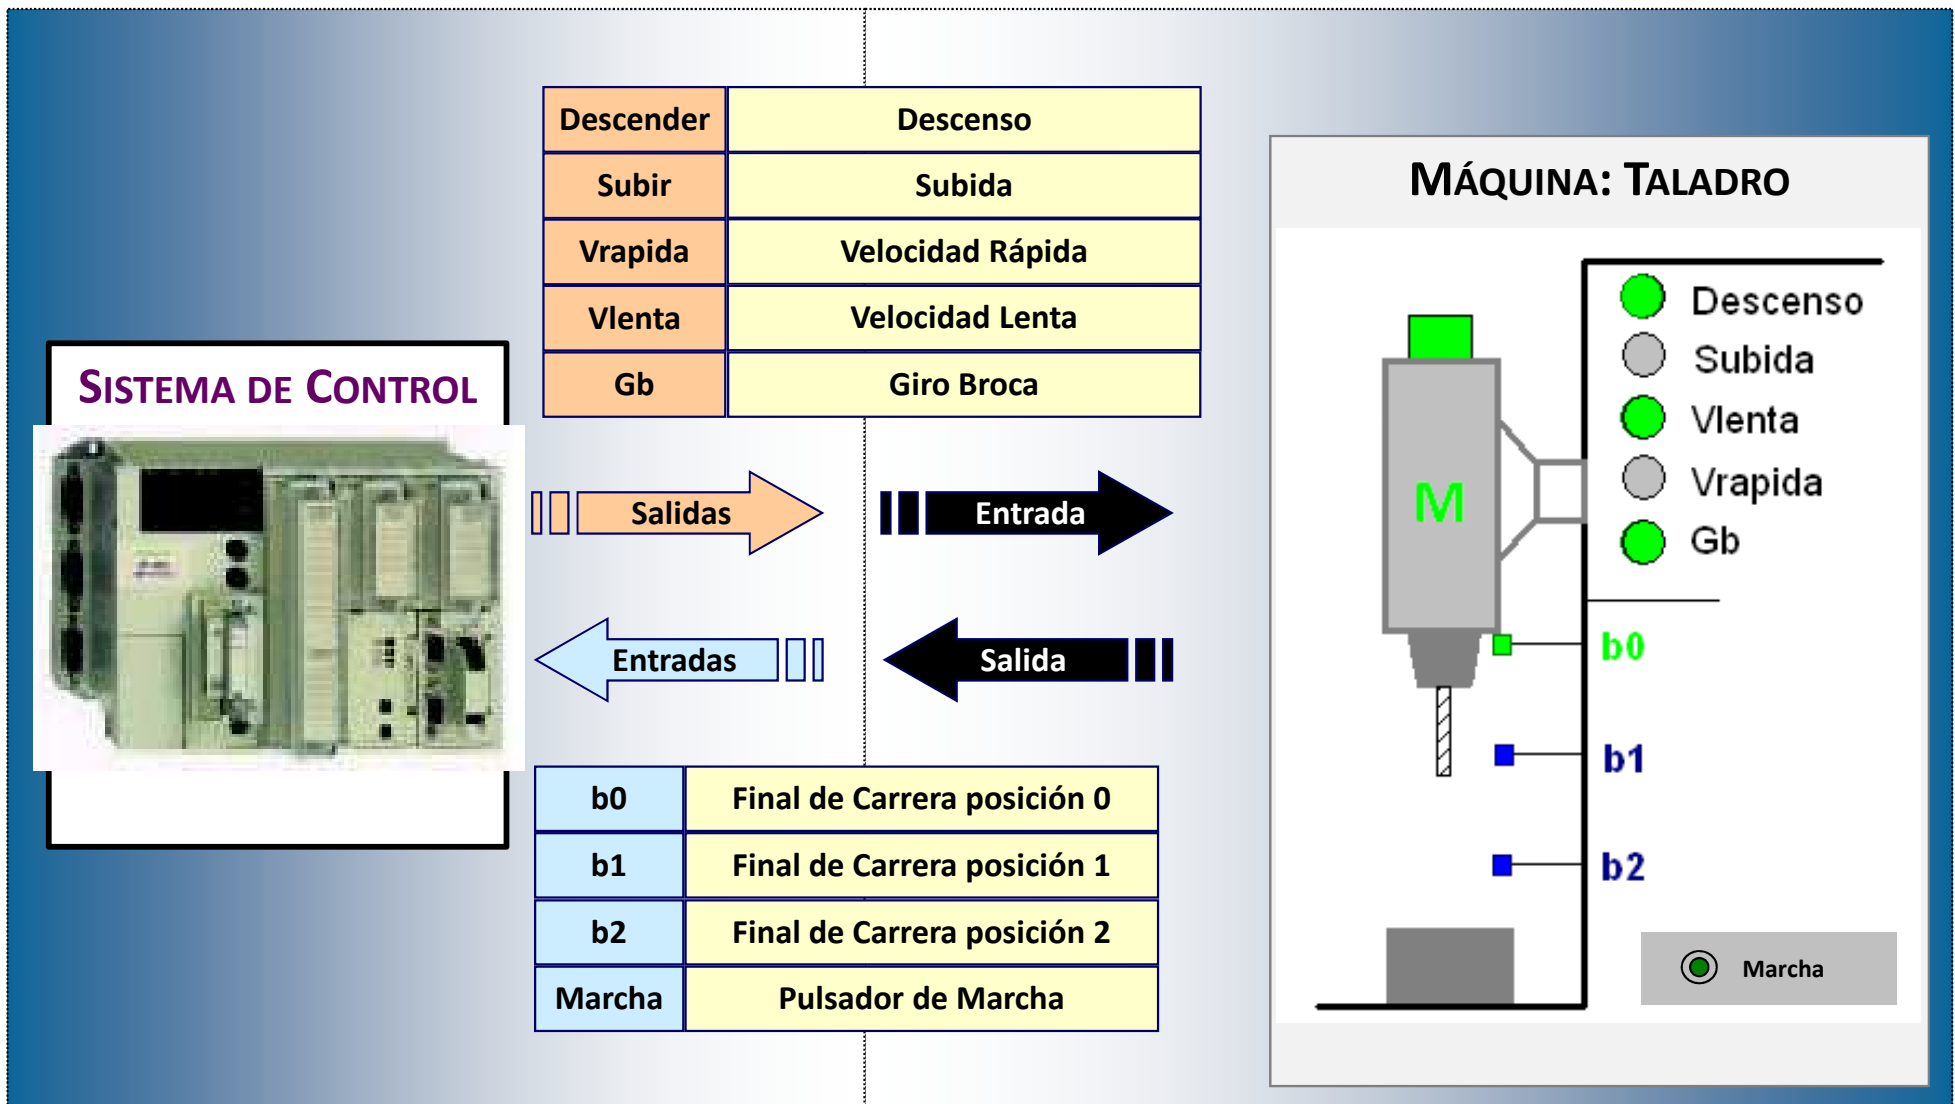 Descender Descenso
Subir Subida
Vrapida Velocidad Rápida
Vlenta Velocidad Lenta
Gb Giro Broca
SISTEMA DE CONTROL
Salidas
Entrada
Entradas
Salida
b0 Final de Carrera posición 0
b1 Final de Carrera posición 1
b2 Final de Carrera posición 2
Marcha Pulsador de Marcha
MÁQUINA: TALADRO
Descenso
Subida
Vlenta
Vrapida
Gb
M
b0
b1
b2
Marcha